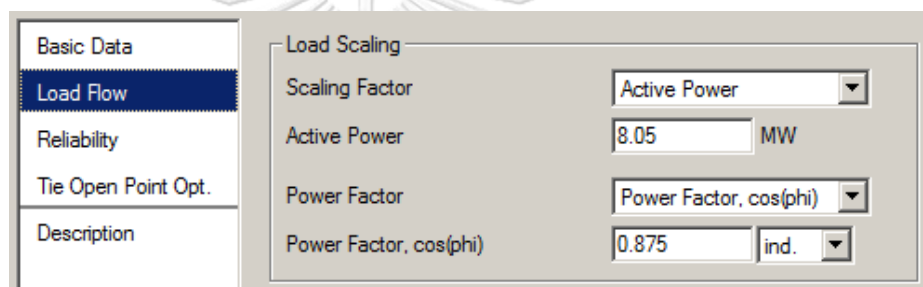 Basic Data
Load Flow
Reliability
Tie Open Point Opt.
Description
Load Scaling
Scaling Factor Active Power
Active Power 8.05 MW
Power Factor Power Factor, cos(phi)
Power Factor, cos(phi) 0.875 ind.